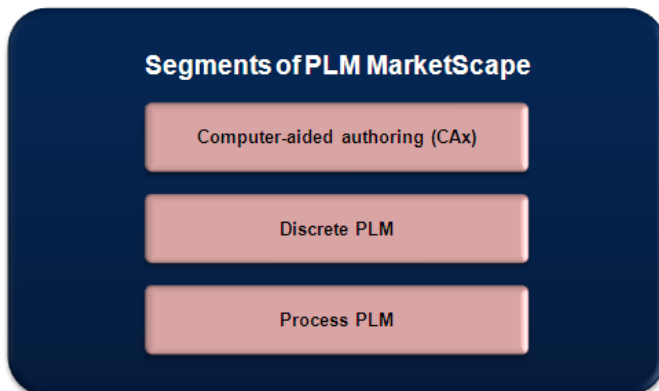 Segments of PLM MarketScape
Computer-aided authoring (CAx)
Discrete PLM
Process PLM